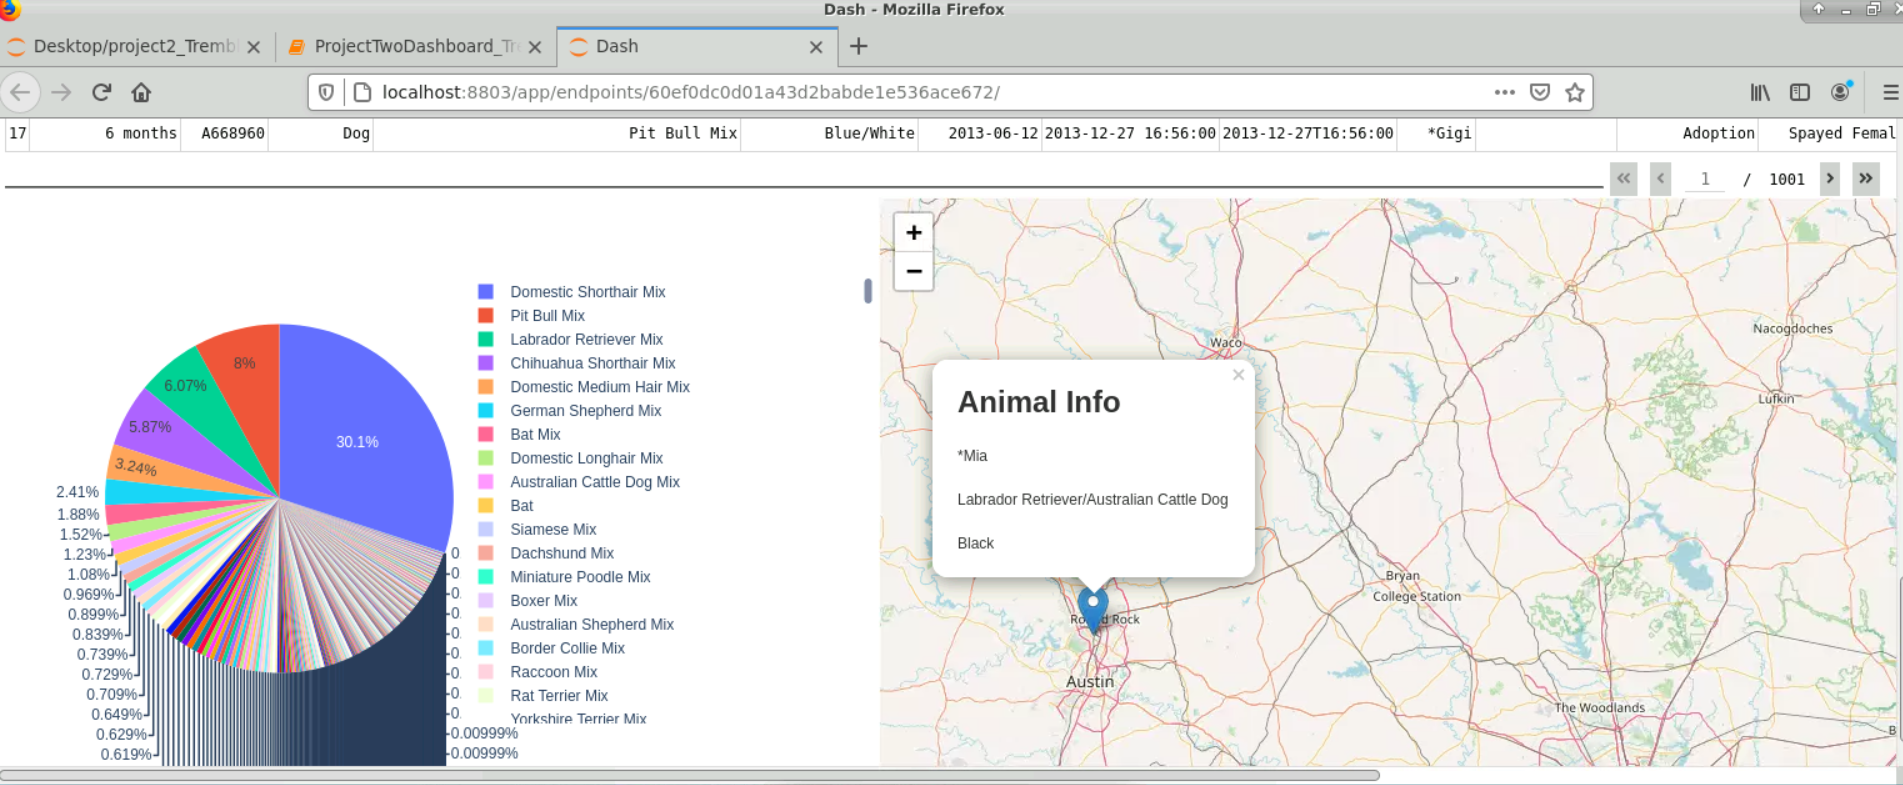 Dash - Mozilla Firefox
Desktop/project2_Tremb
ProjectTwoDashboard_Tre
Dash
localhost:8803/app/endpoints/60ef0dc0d01a43d2babde1e536ace672/
17 6 months A668960 Dog Pit Bull Mix Blue/White 2013-06-12 2013-12-27 16:56:00 2013-12-27T16:56:00 *Gigi Adoption Spayed Femal
« ‹ 1 / 1001 › »
30.1%
8%
6.07%
5.87%
3.24%
2.41%
1.88%
1.52%
1.23%
1.08%
0.969%
0.899%
0.839%
0.739%
0.729%
0.709%
0.649%
0.629%
0.619%
0
0
0.
0.
0.
0.
0.
0.
0.
0.00999%
0.00999%
Domestic Shorthair Mix
Pit Bull Mix
Labrador Retriever Mix
Chihuahua Shorthair Mix
Domestic Medium Hair Mix
German Shepherd Mix
Bat Mix
Domestic Longhair Mix
Australian Cattle Dog Mix
Bat
Siamese Mix
Dachshund Mix
Miniature Poodle Mix
Boxer Mix
Australian Shepherd Mix
Border Collie Mix
Raccoon Mix
Rat Terrier Mix
Yorkshire Terrier Mix
+
−
Waco
Nacogdoches
Lufkin
Animal Info
×
*Mia
Labrador Retriever/Australian Cattle Dog
Black
Bryan
College Station
Round Rock
Austin
The Woodlands
B